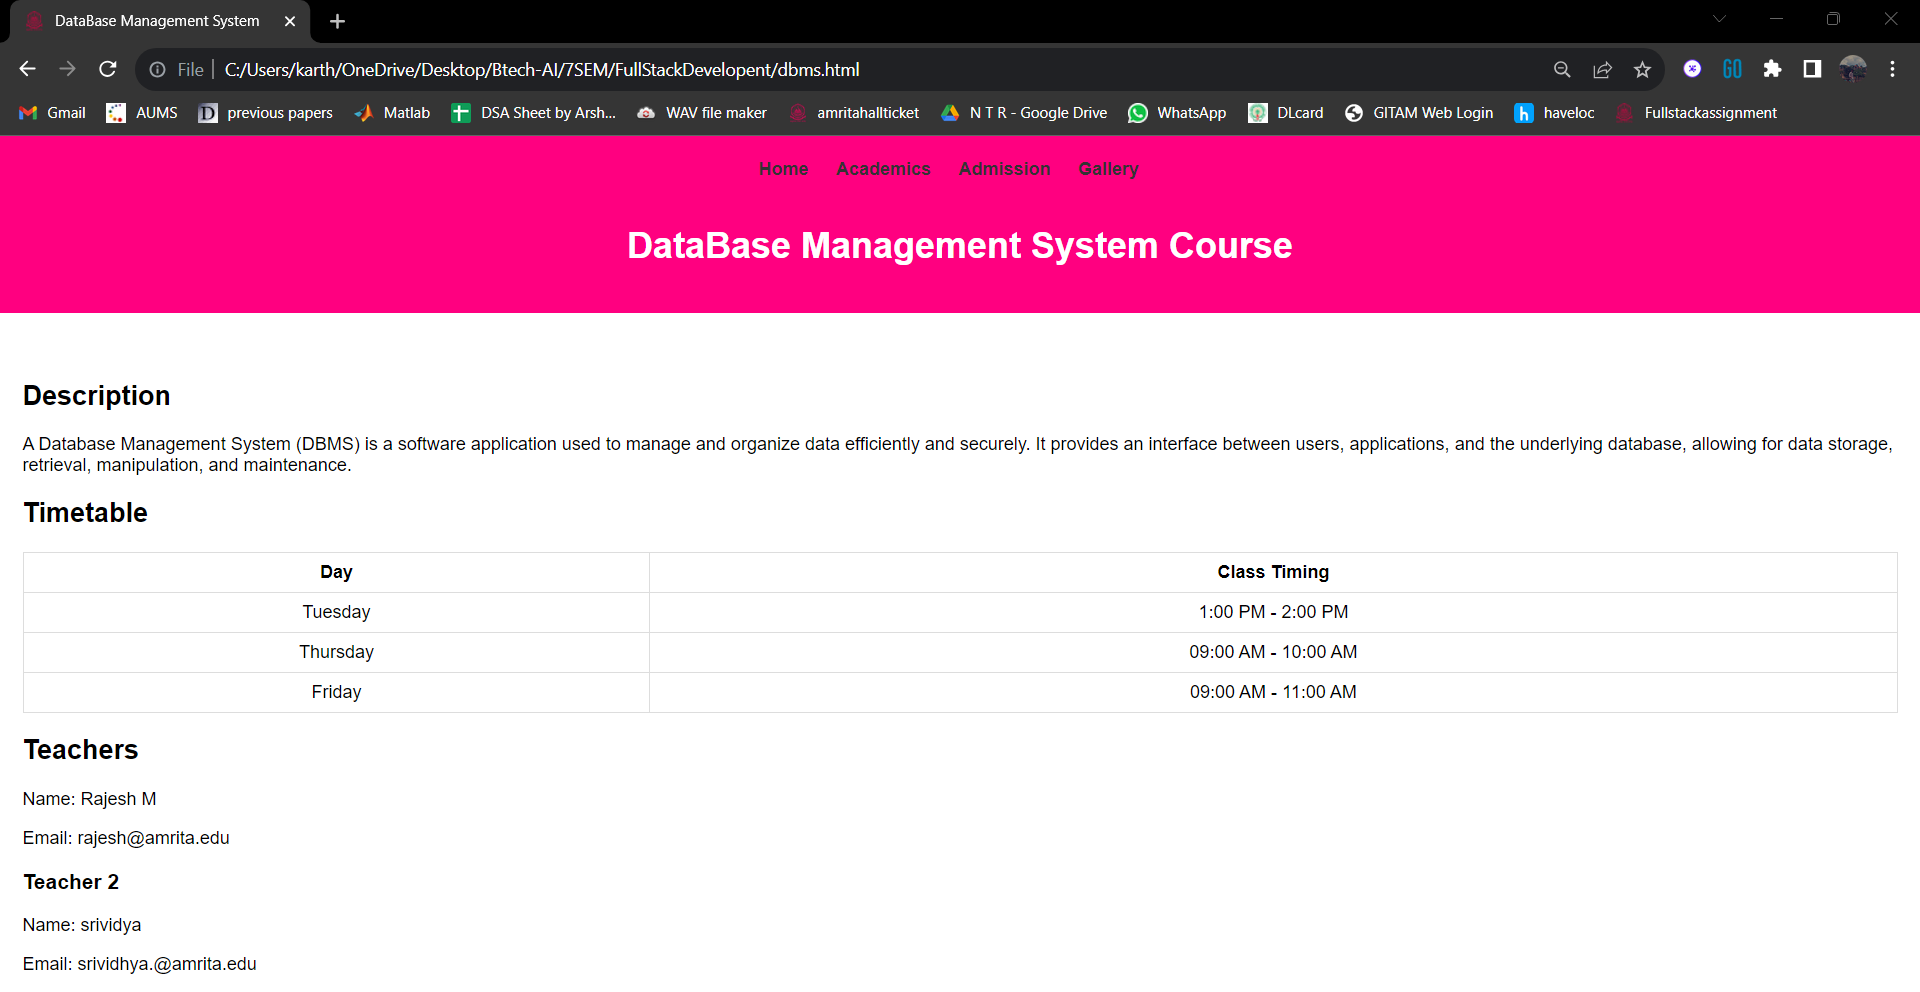 DataBase Management System
File
C:/Users/karth/OneDrive/Desktop/Btech-AI/7SEM/FullStackDevelopent/dbms.html
GO
Gmail AUMS D previous papers Matlab DSA Sheet by Arsh... WAV file maker amritahallticket N T R - Google Drive WhatsApp DLcard GITAM Web Login h haveloc Fullstackassignment
Home Academics Admission Gallery
DataBase Management System Course
Description
A Database Management System (DBMS) is a software application used to manage and organize data efficiently and securely. It provides an interface between users, applications, and the underlying database, allowing for data storage,
retrieval, manipulation, and maintenance.
Timetable
Day Class Timing
Tuesday 1:00 PM - 2:00 PM
Thursday 09:00 AM - 10:00 AM
Friday 09:00 AM - 11:00 AM
Teachers
Name: Rajesh M
Email: rajesh@amrita.edu
Teacher 2
Name: srividya
Email: srividhya.@amrita.edu